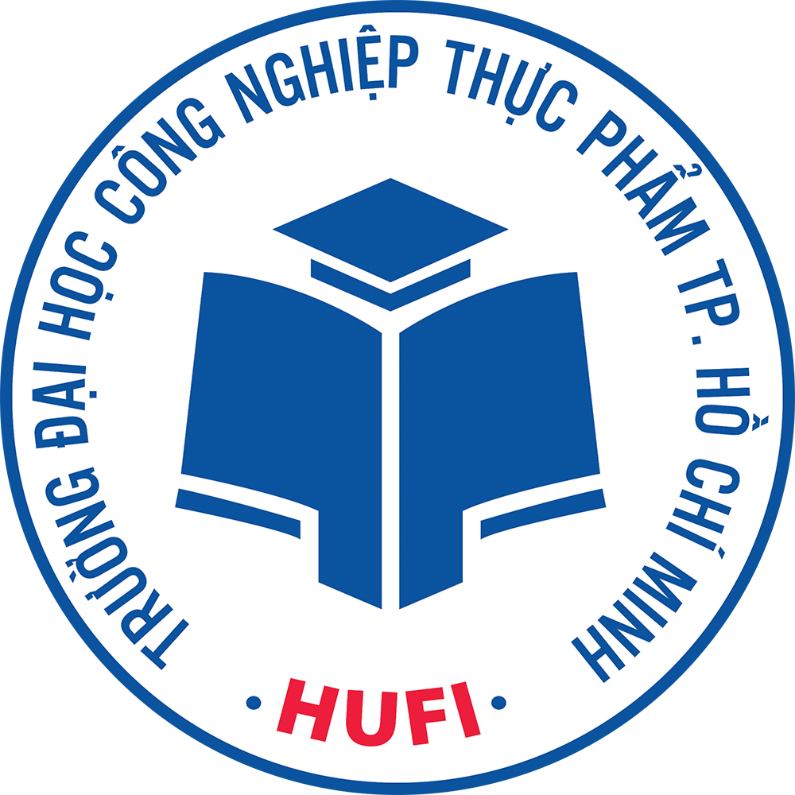 TRƯỜNG ĐẠI HỌC CÔNG NGHIỆP THỰC PHẨM TP. HỒ CHÍ MINH
• HUFI •